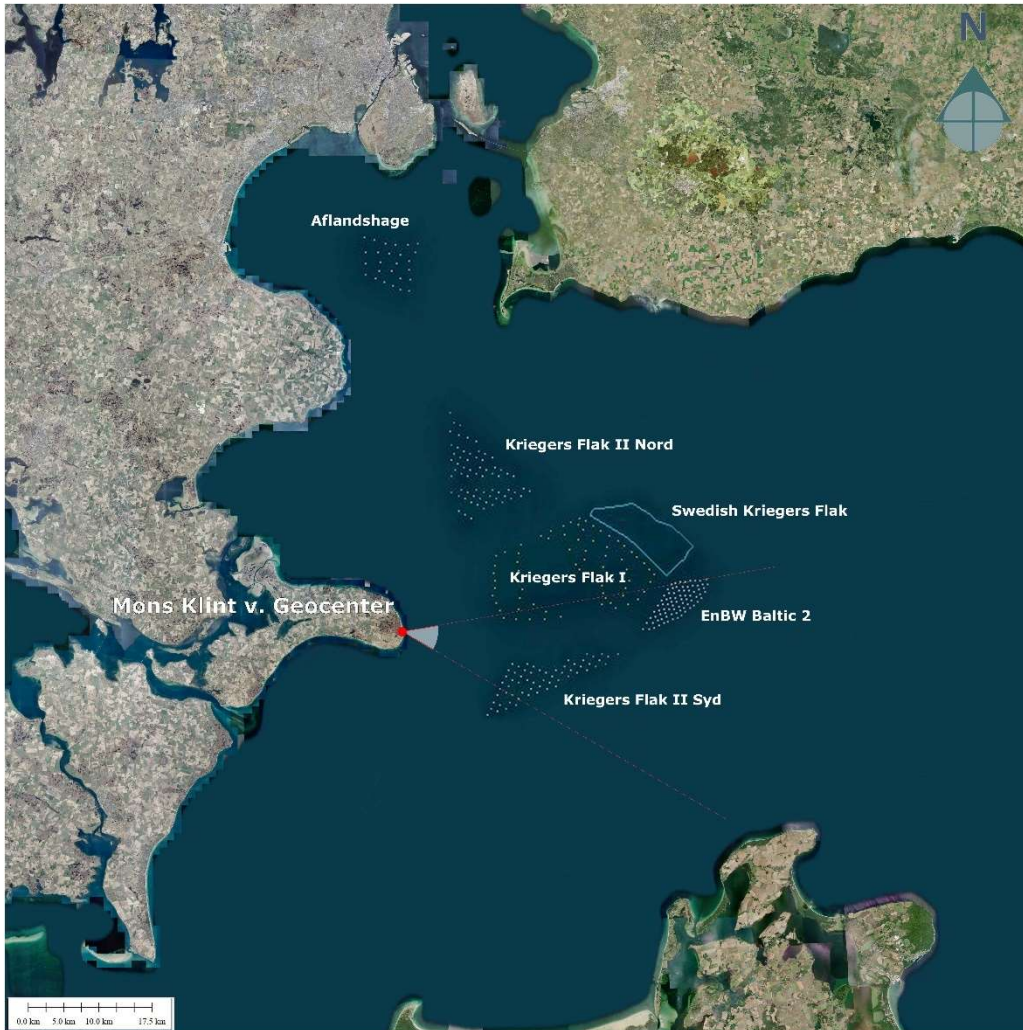 N
Aflandshage
Kriegers Flak II Nord
Swedish Kriegers Flak
Kriegers Flak I
Mons Klint v. Geocenter
EnBW Baltic 2
Kriegers Flak II Syd
0.0 km 5.0 km 10.0 km 17.5 km